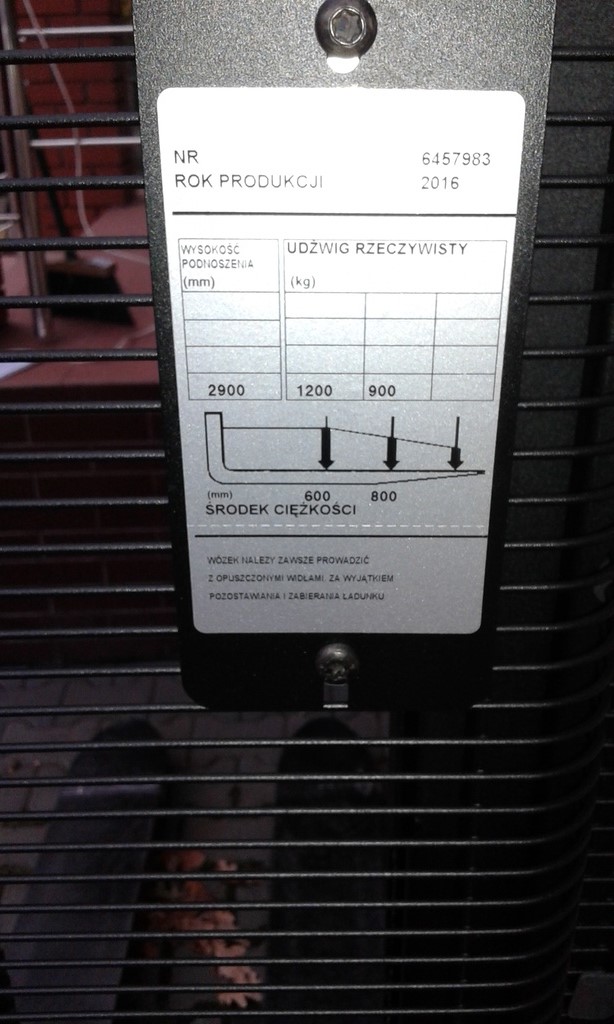 NR 6457983
ROK PRODUKCJI 2016
WYSOKOŚĆ
PODNOSZENIA
(mm)
UDŹWIG RZECZYWISTY
(kg)
2900 1200 900
(mm) 600 800
ŚRODEK CIĘŻKOŚCI
WÓZEK NALEZY ZAWSZE PROWADZIĆ
Z OPUSZCZONYMI WIDŁAMI, ZA WYJĄTKIEM
POZOSTAWIANIA I ZABIERANIA ŁADUNKU